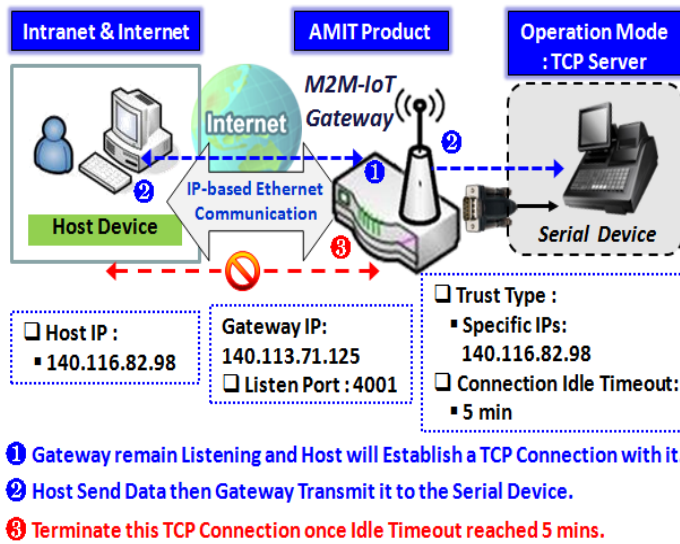 Intranet & Internet
AMIT Product
Operation Mode
: TCP Server
M2M-IoT
Gateway
Internet
❶
❷
❷
IP-based Ethernet
Communication
Host Device
Serial Device
❸
❑ Host IP :
▪ 140.116.82.98
Gateway IP:
140.113.71.125
❑ Listen Port : 4001
❑ Trust Type :
▪ Specific IPs:
140.116.82.98
❑ Connection Idle Timeout:
▪ 5 min
❶ Gateway remain Listening and Host will Establish a TCP Connection with it.
❷ Host Send Data then Gateway Transmit it to the Serial Device.
❸ Terminate this TCP Connection once Idle Timeout reached 5 mins.